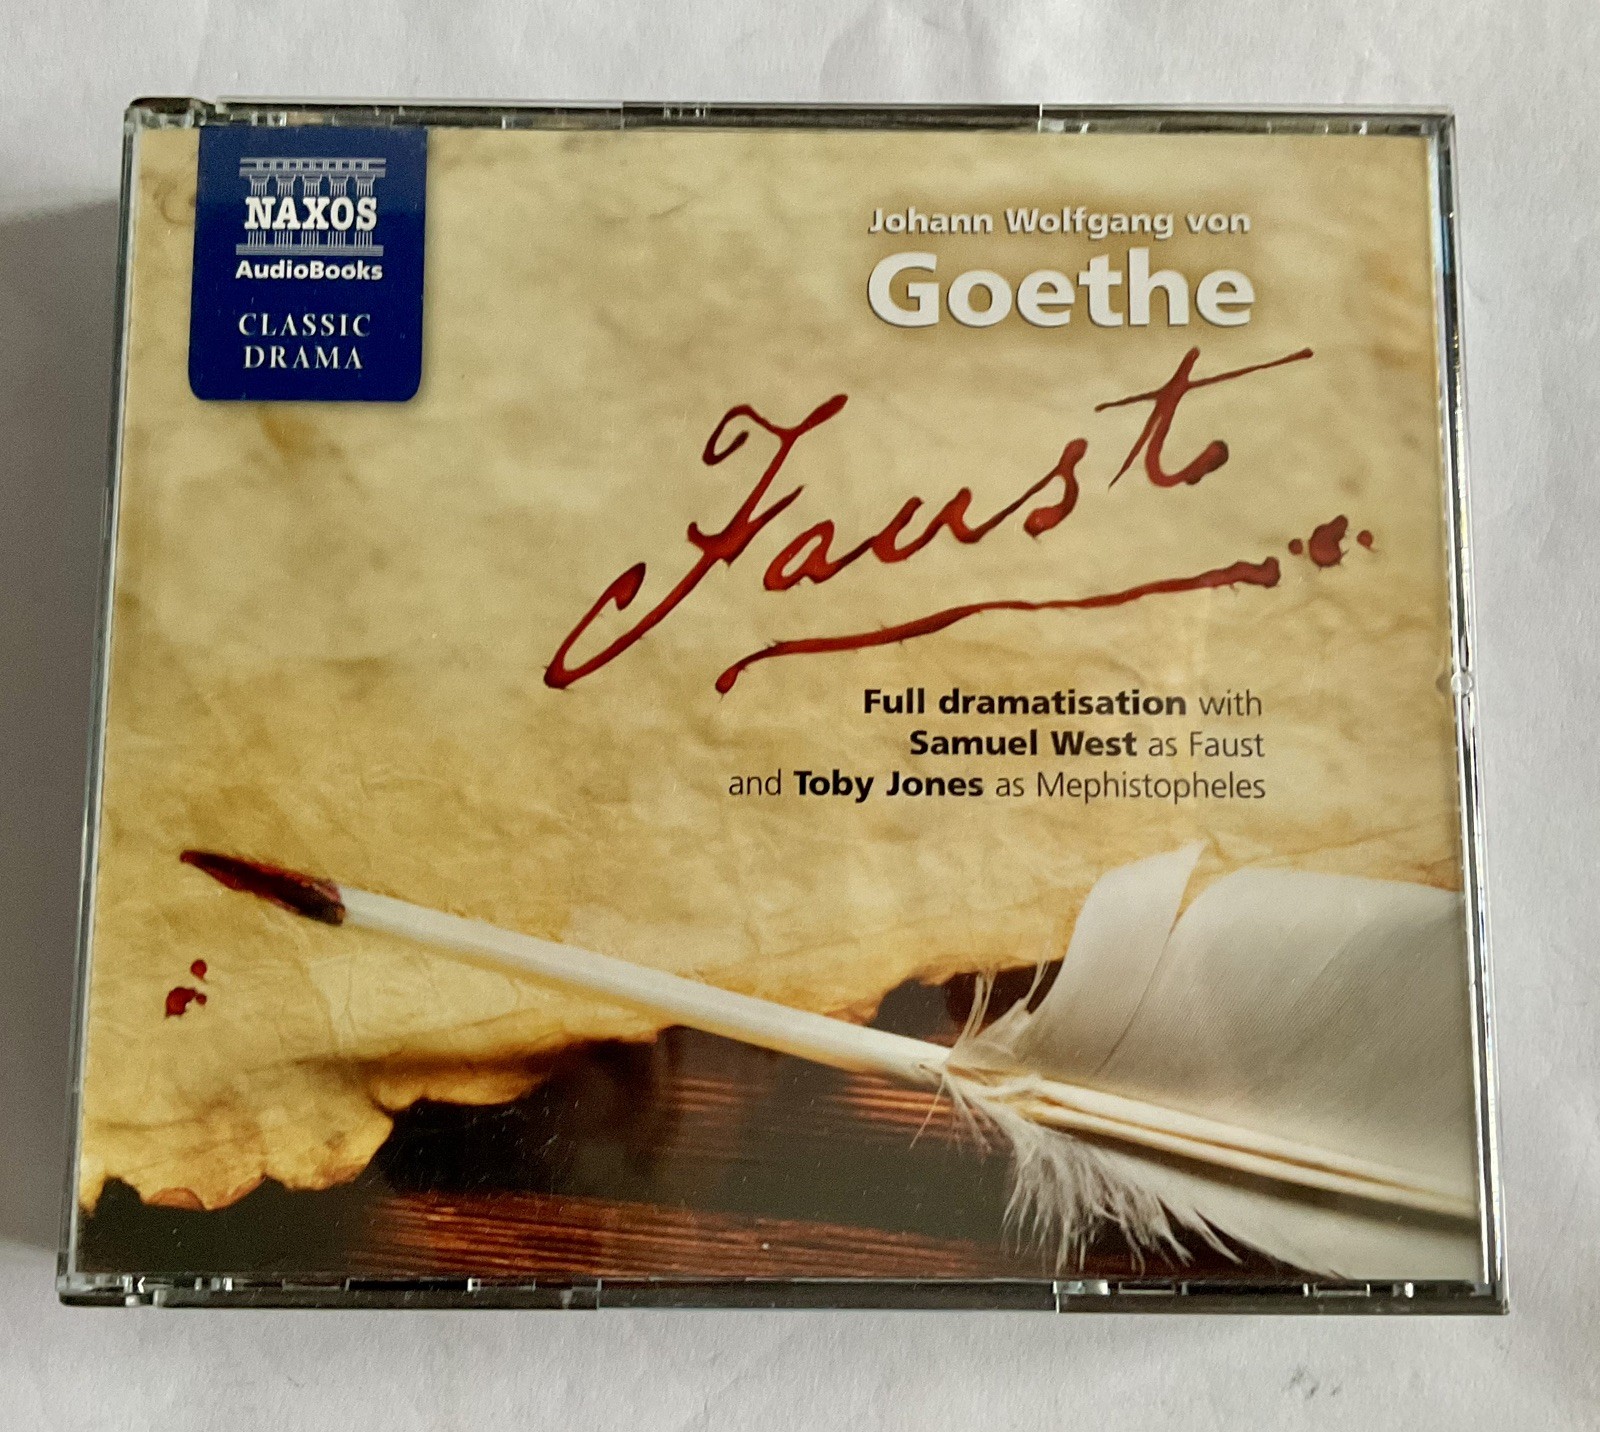 NAXOS
AudioBooks
CLASSIC
DRAMA
Johann Wolfgang von
Goethe
Faust
Full dramatisation with
Samuel West as Faust
and Toby Jones as Mephistopheles